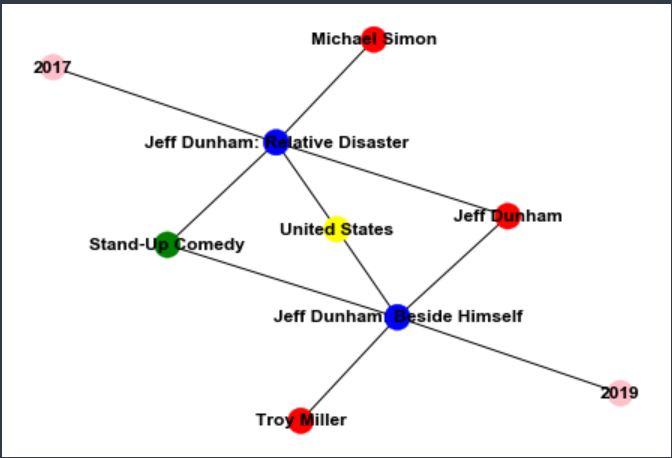 Michael Simon
2017
Jeff Dunham: Relative Disaster
Jeff Dunham
United States
Stand-Up Comedy
Jeff Dunham: Beside Himself
2019
Troy Miller